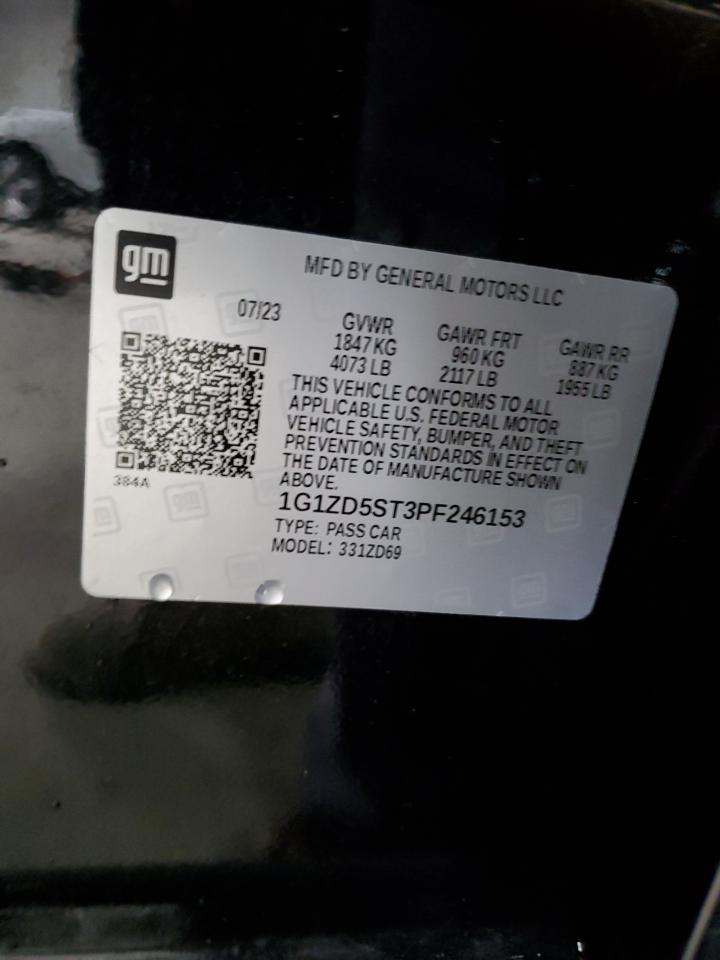 gm
MFD BY GENERAL MOTORS LLC
07/23
GVWR GAWR FRT GAWR RR
1847 KG 960 KG 887 KG
4073 LB 2117 LB 1955 LB
THIS VEHICLE CONFORMS TO ALL
APPLICABLE U.S. FEDERAL MOTOR
VEHICLE SAFETY, BUMPER, AND THEFT
PREVENTION STANDARDS IN EFFECT ON
THE DATE OF MANUFACTURE SHOWN
ABOVE.
384A
1G1ZD5ST3PF246153
TYPE: PASS CAR
MODEL: 331ZD69